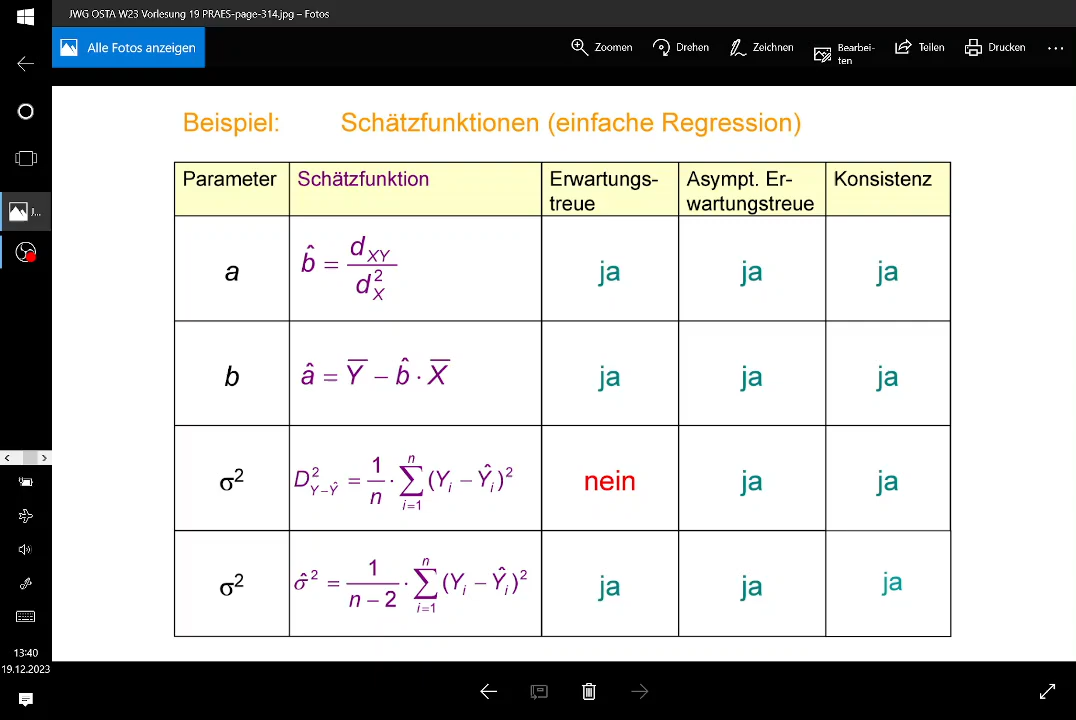 JWG OSTA W23 Vorlesung 19 PRAES-page-314.jpg – Fotos
Alle Fotos anzeigen
Zoomen
Drehen
Zeichnen
Bearbei-
ten
Teilen
Drucken
J...
Beispiel: Schätzfunktionen (einfache Regression)
Parameter Schätzfunktion Erwartungs- Asympt. Er- Konsistenz
treue wartungstreue
a b̂ = d_XY / d_X^2 ja ja ja
b â = Y̅ – b̂ · X̅ ja ja ja
σ² D²_{Y–Ŷ} = 1/n · ∑_{i=1}^{n} (Y_i – Ŷ_i)² nein ja ja
σ² σ̂² = 1/(n – 2) · ∑_{i=1}^{n} (Y_i – Ŷ_i)² ja ja ja
13:40
19.12.2023